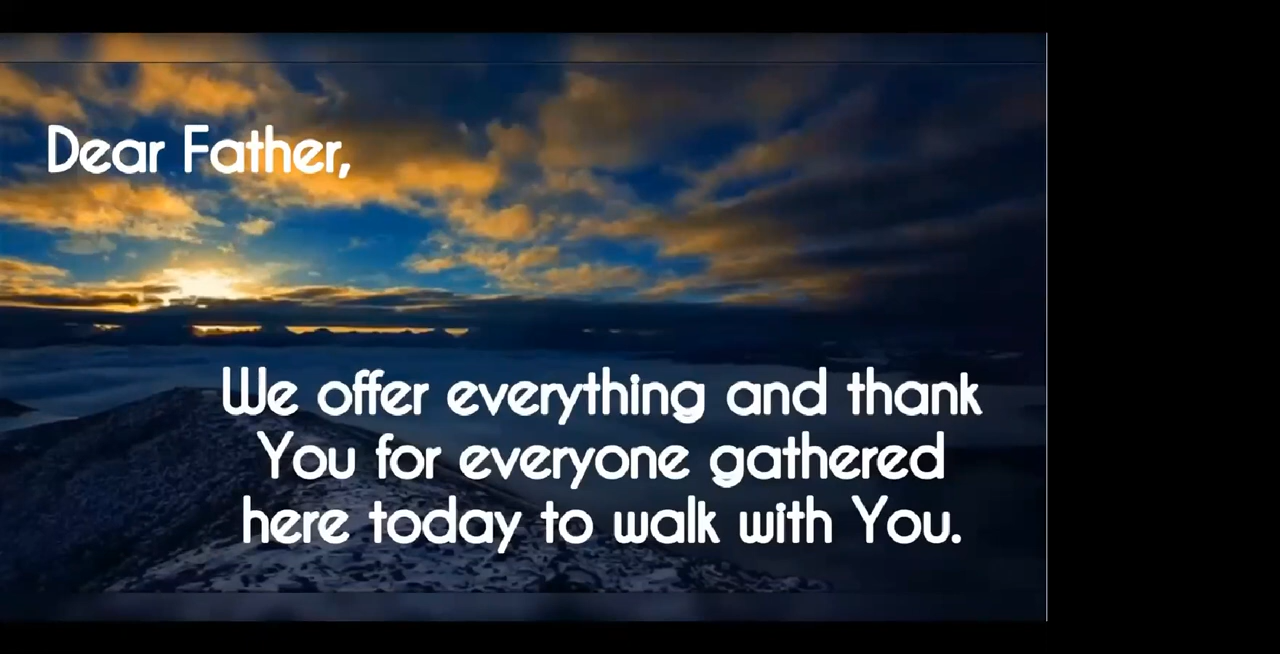 Dear Father,
We offer everything and thank
You for everyone gathered
here today to walk with You.